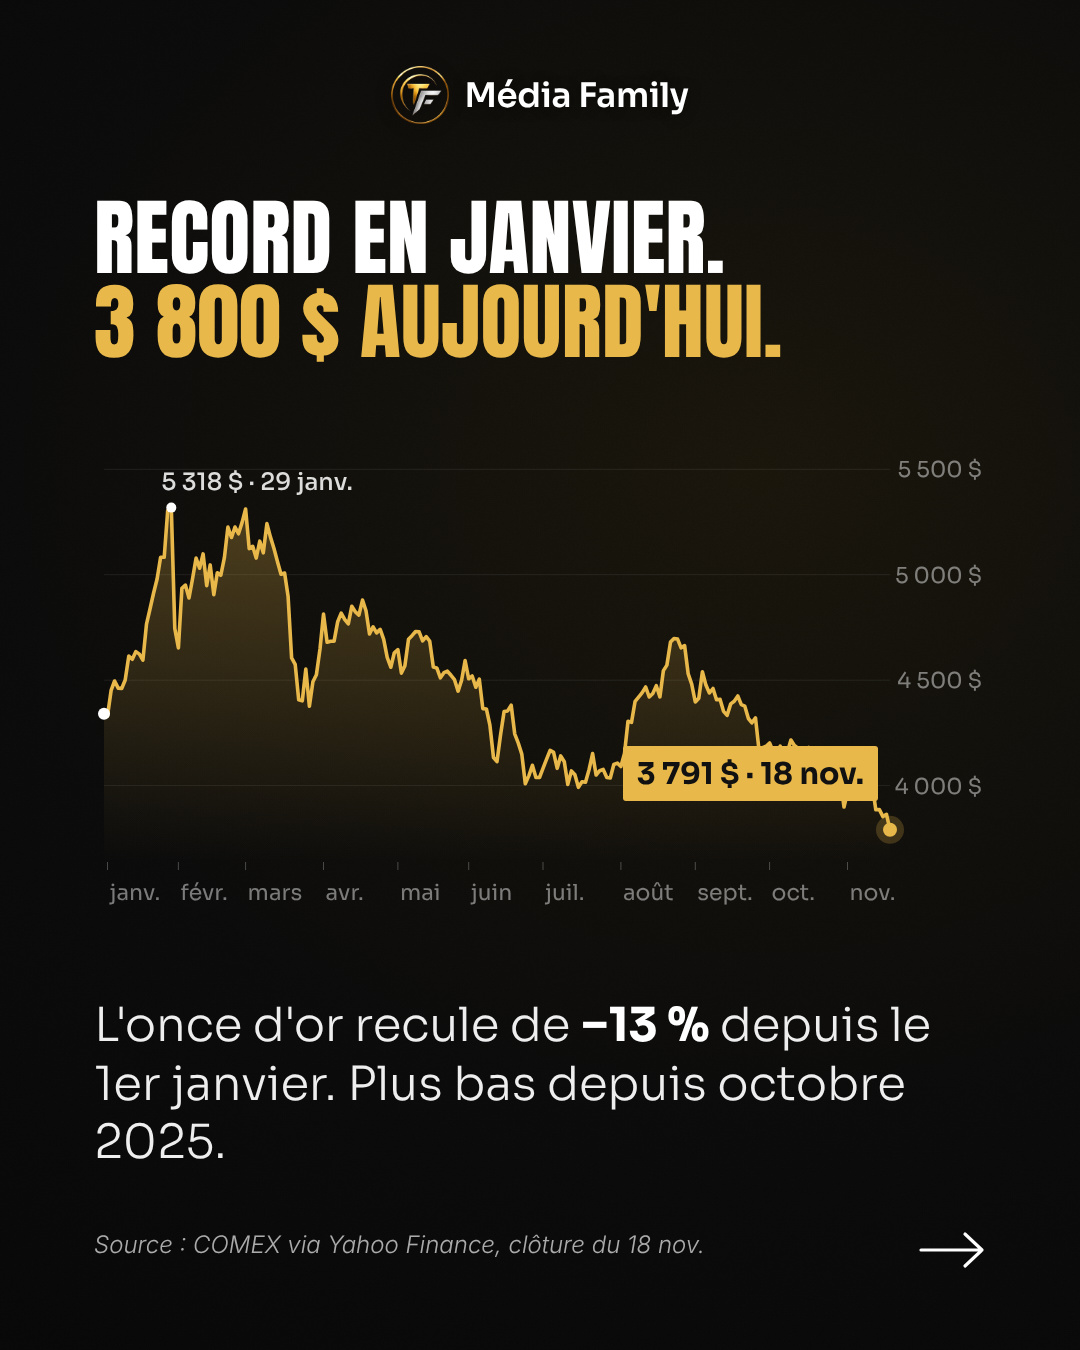 TF
Média Family
RECORD EN JANVIER.
3 800 $ AUJOURD'HUI.
5 318 $ · 29 janv.
5 500 $
5 000 $
4 500 $
3 791 $ · 18 nov.
4 000 $
janv. févr. mars avr. mai juin juil. août sept. oct. nov.
L'once d'or recule de –13 % depuis le
1er janvier. Plus bas depuis octobre
2025.
Source : COMEX via Yahoo Finance, clôture du 18 nov.